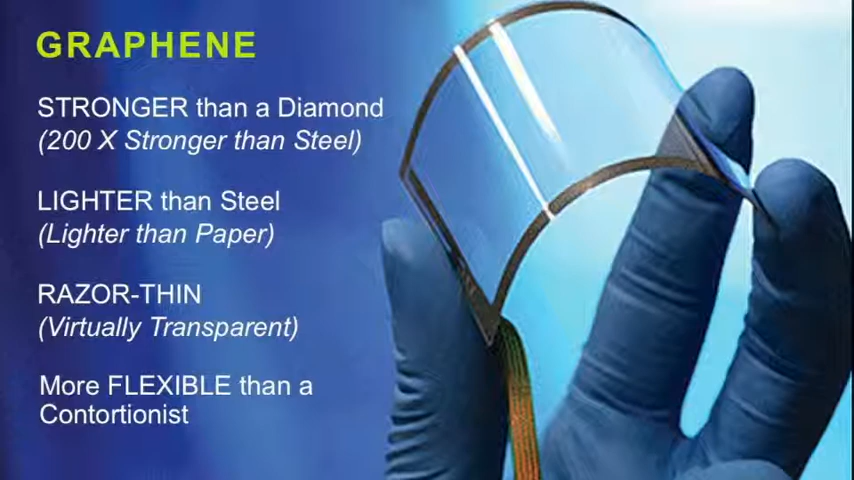 GRAPHENE
STRONGER than a Diamond
(200 X Stronger than Steel)
LIGHTER than Steel
(Lighter than Paper)
RAZOR-THIN
(Virtually Transparent)
More FLEXIBLE than a
Contortionist